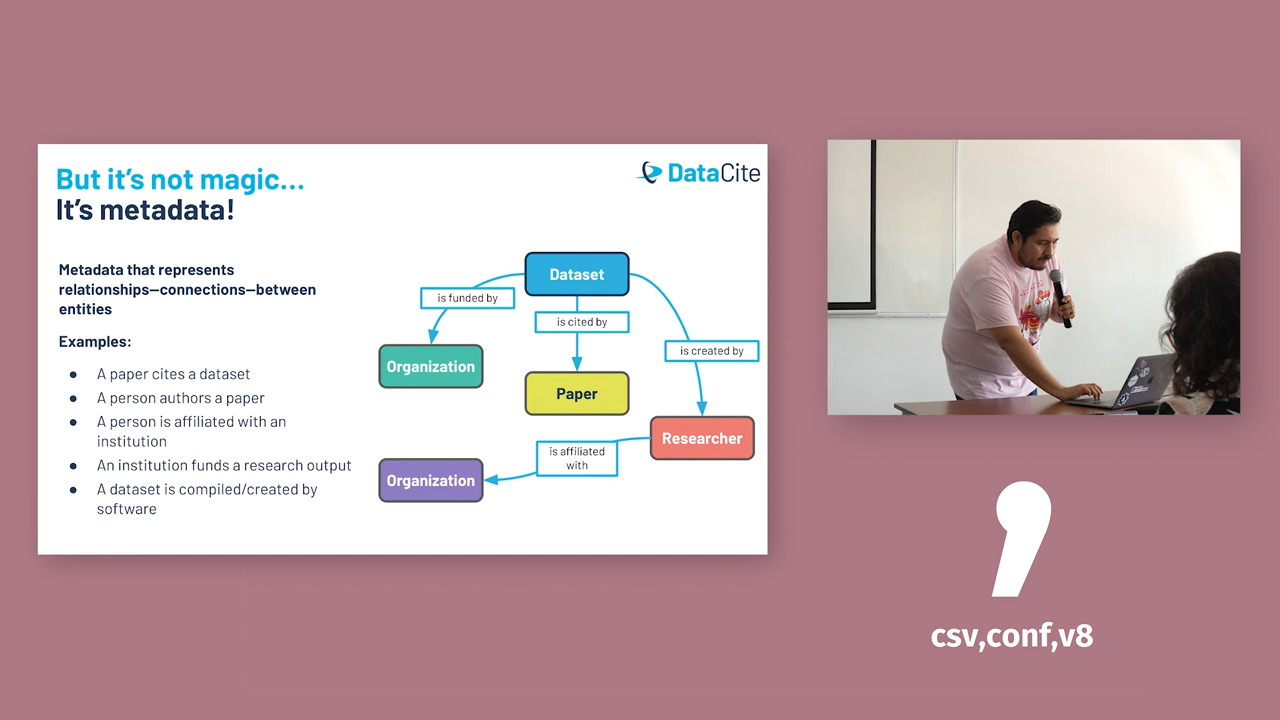 But it's not magic...
It's metadata!
DataCite
Metadata that represents
relationships—connections—between
entities
Examples:
● A paper cites a dataset
● A person authors a paper
● A person is affiliated with an
institution
● An institution funds a research output
● A dataset is compiled/created by
software
Dataset
is funded by
is cited by
is created by
Organization
Paper
Researcher
is affiliated
with
Organization
csv,conf,v8